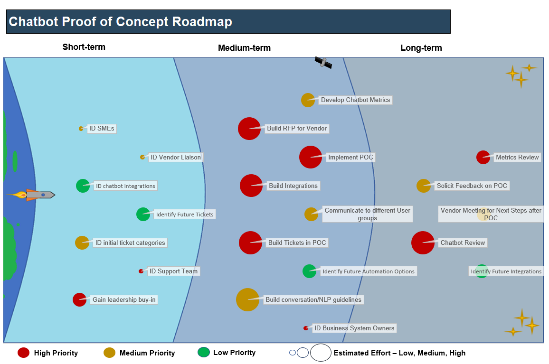 Chatbot Proof of Concept Roadmap
Short-term
Medium-term
Long-term
Develop Chatbot Metrics
ID SMEs
Build RFP for Vendor
ID Vendor Liaison
Implement POC
Metrics Review
ID chatbot integrations
Build Integrations
Solicit Feedback on POC
Identify Future Tickets
Communicate to different User
groups
Vendor Meeting for Next Steps after
POC
ID initial ticket categories
Build Tickets in POC
Chatbot Review
ID Support Team
Identify Future Automation Options
Identify Future Integrations
Gain leadership buy-in
Build conversation/NLP guidelines
ID Business System Owners
High Priority
Medium Priority
Low Priority
Estimated Effort – Low, Medium, High